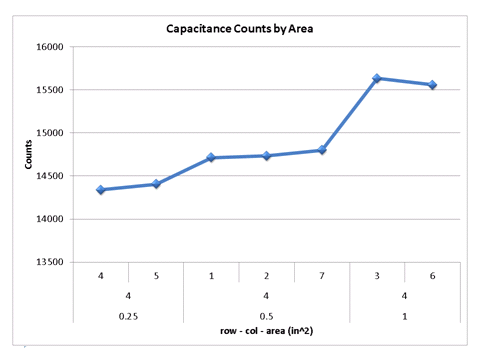 Capacitance Counts by Area
16000
15500
15000
14500
14000
13500
Counts
4 5 1 2 7 3 6
4 4 4
0.25 0.5 1
row - col - area (in^2)